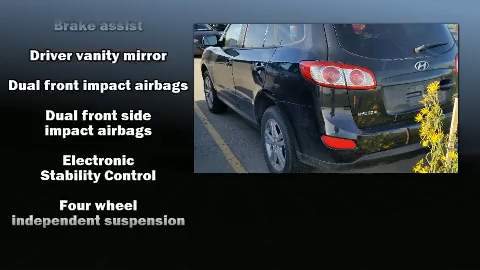 Brake assist
Driver vanity mirror
Dual front impact airbags
Dual front side
impact airbags
Electronic
Stability Control
Four wheel
independent suspension